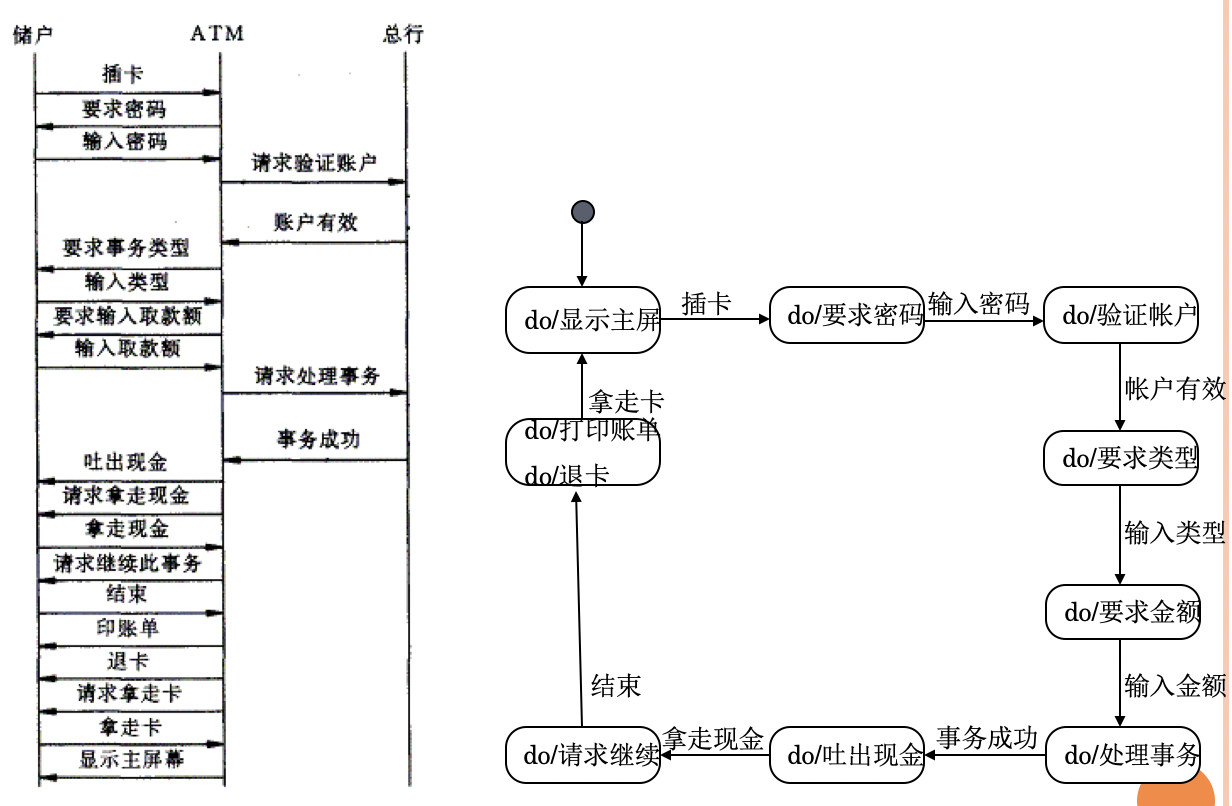 储户
ATM
总行
插卡
要求密码
输入密码
请求验证账户
账户有效
要求事务类型
输入类型
要求输入取款额
输入取款额
请求处理事务
事务成功
吐出现金
请求拿走现金
拿走现金
请求继续此事务
结束
印账单
退卡
请求拿走卡
拿走卡
显示主屏幕
do/显示主屏
插卡
do/要求密码
输入密码
do/验证帐户
帐户有效
do/要求类型
输入类型
do/要求金额
输入金额
do/处理事务
事务成功
do/吐出现金
拿走现金
do/请求继续
结束
do/打印账单
do/退卡
拿走卡